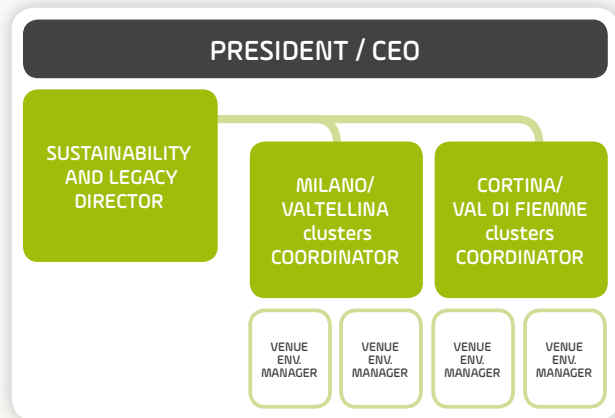 PRESIDENT / CEO
SUSTAINABILITY
AND LEGACY
DIRECTOR
MILANO/
VALTELLINA
clusters
COORDINATOR
CORTINA/
VAL DI FIEMME
clusters
COORDINATOR
VENUE
ENV.
MANAGER
VENUE
ENV.
MANAGER
VENUE
ENV.
MANAGER
VENUE
ENV.
MANAGER